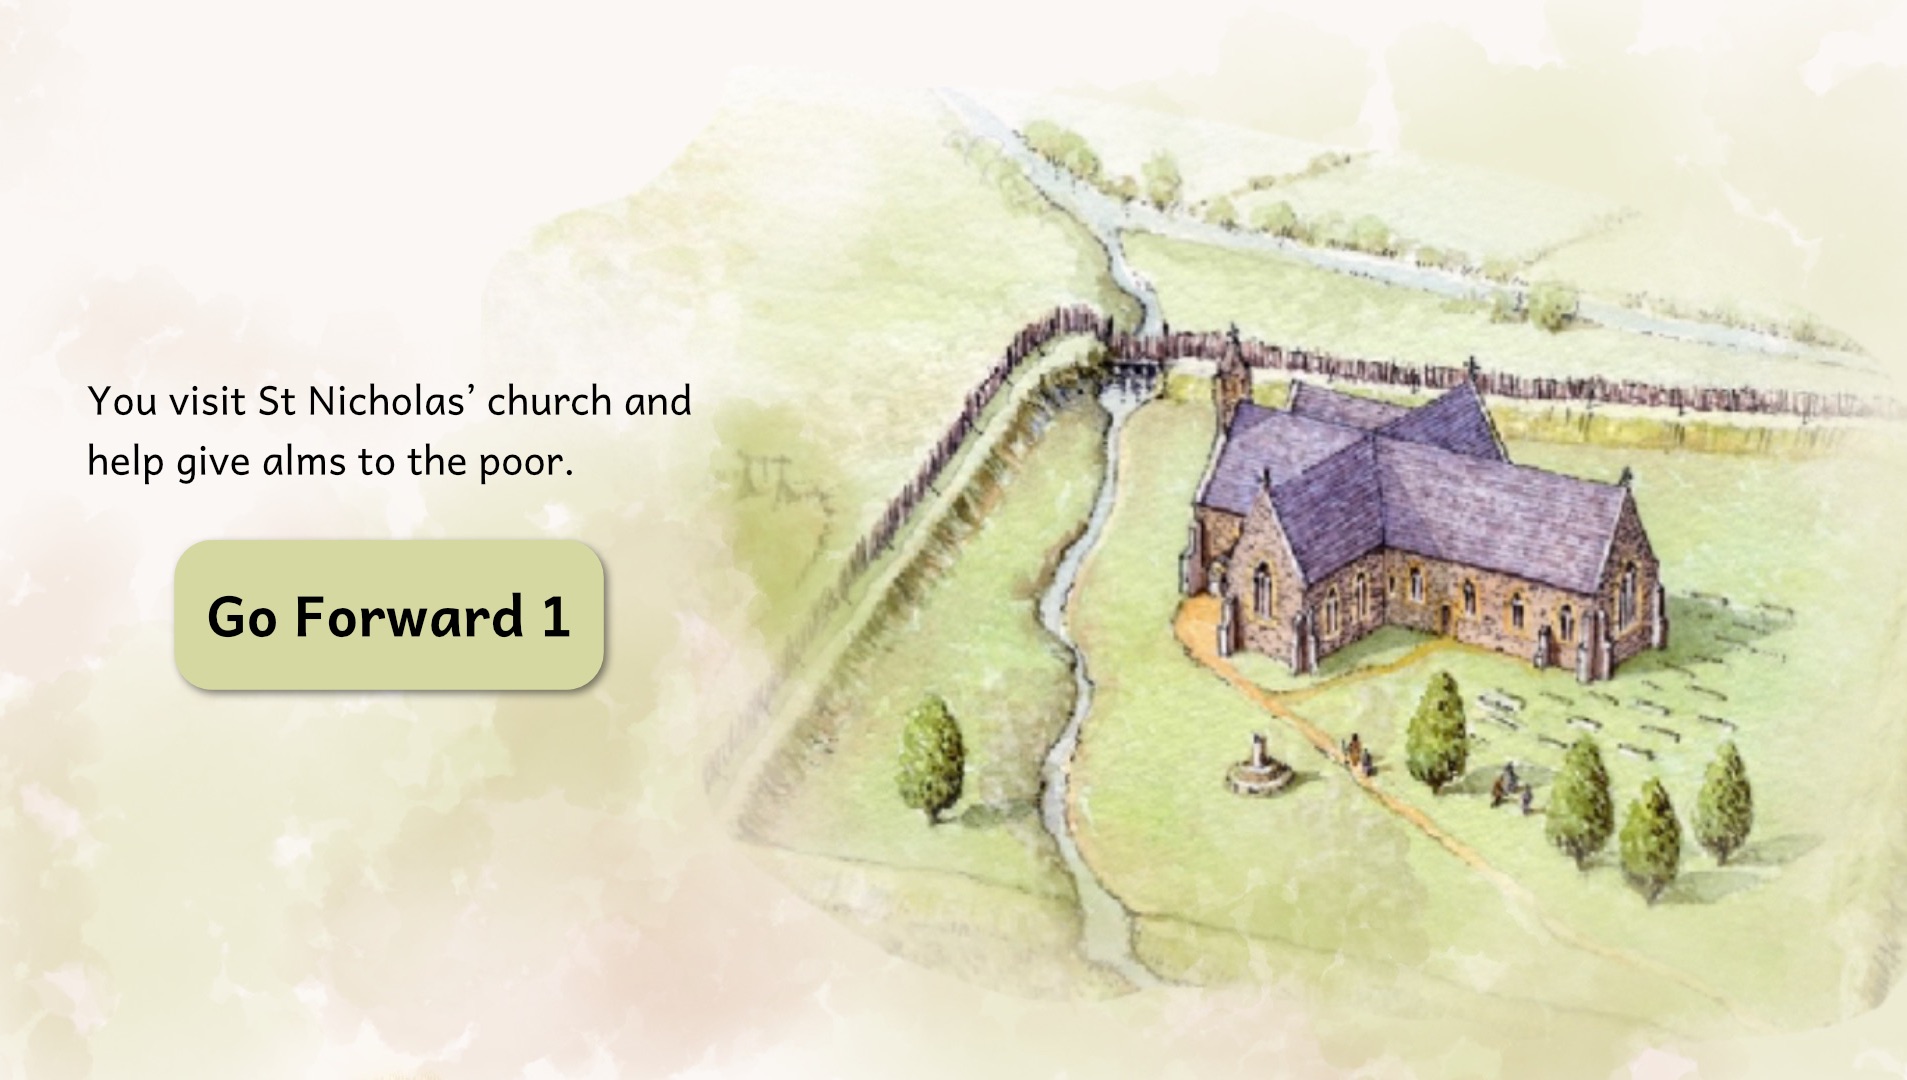 You visit St Nicholas’ church and
help give alms to the poor.
Go Forward 1